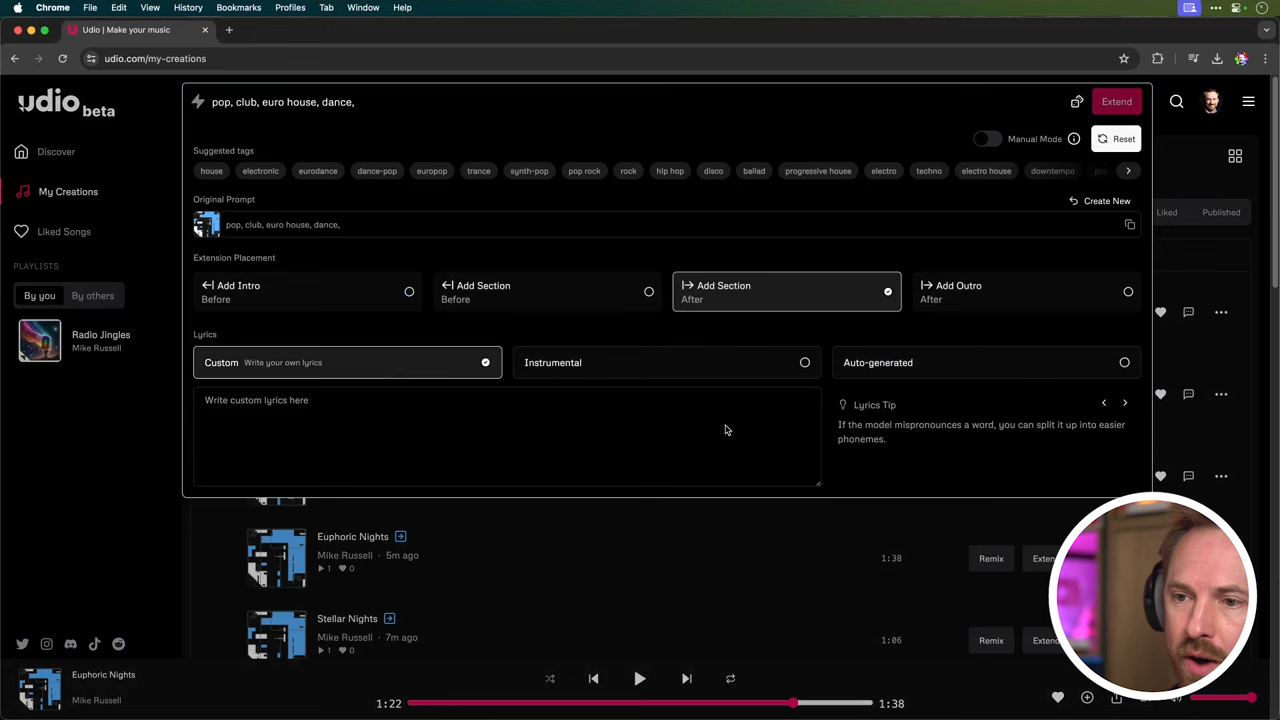 Chrome File Edit View History Bookmarks Profiles Tab Window Help
Udio | Make your music
udio.com/my-creations
udio beta
pop, club, euro house, dance,
Extend
Discover
Manual Mode
Reset
Suggested tags
house electronic eurodance dance-pop europop trance synth-pop pop rock rock hip hop disco ballad progressive house electro techno electro house downtempo
My Creations
Original Prompt
Create New
pop, club, euro house, dance,
Liked
Published
Liked Songs
Extension Placement
PLAYLISTS
By you
By others
Add Intro
Before
Add Section
Before
Add Section
After
Add Outro
After
Radio Jingles
Mike Russell
Lyrics
Custom Write your own lyrics
Instrumental
Auto-generated
Write custom lyrics here
Lyrics Tip
If the model mispronounces a word, you can split it up into easier
phonemes.
Euphoric Nights
Mike Russell · 5m ago
1 0
1:38
Remix
Stellar Nights
Mike Russell · 7m ago
1 0
1:06
Remix
Euphoric Nights
Mike Russell
1:22
1:38